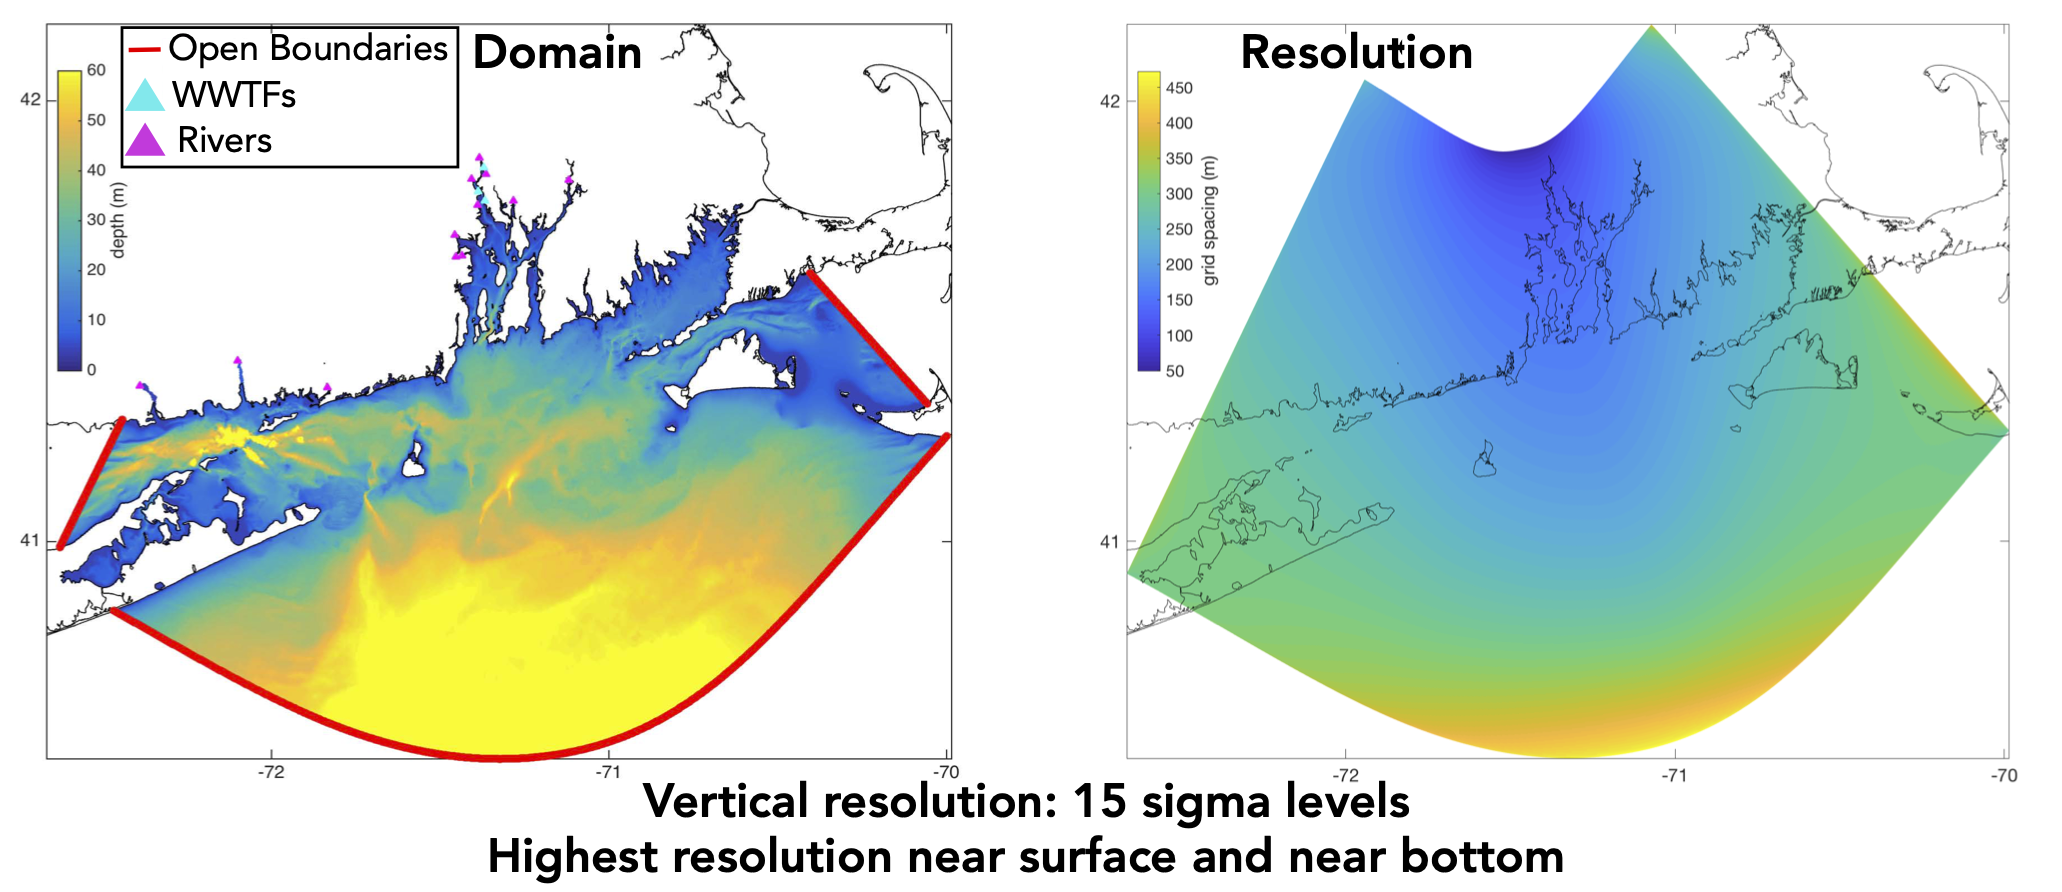 Open Boundaries
WWTFs
Rivers
Domain
42
41
60
50
40
30
20
10
0
depth (m)
-72
-71
-70
Resolution
42
41
450
400
350
300
250
200
150
100
50
grid spacing (m)
-72
-71
-70
Vertical resolution: 15 sigma levels
Highest resolution near surface and near bottom